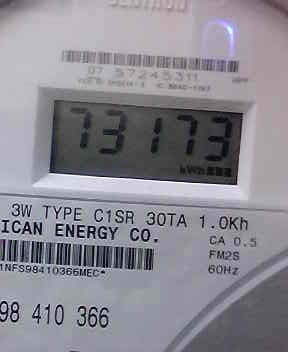 07 57245311
73173
kWh
3W TYPE C1SR 30TA 1.0Kh
ICAN ENERGY CO.
CA 0.5
FM2S
60Hz
1NFS98410366MEC*
98 410 366